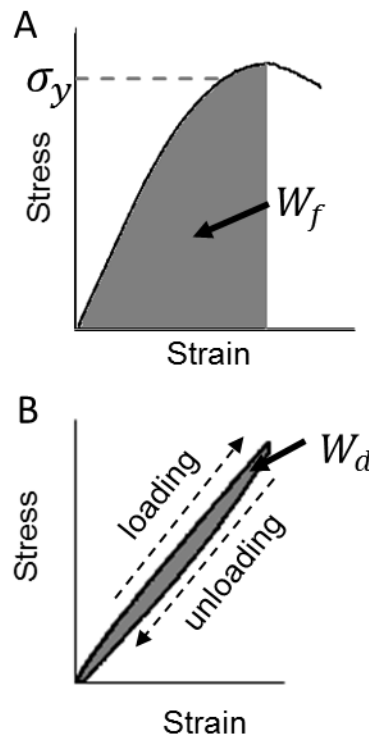 A
σy
Stress
Wf
Strain
B
loading
Wd
unloading
Stress
Strain